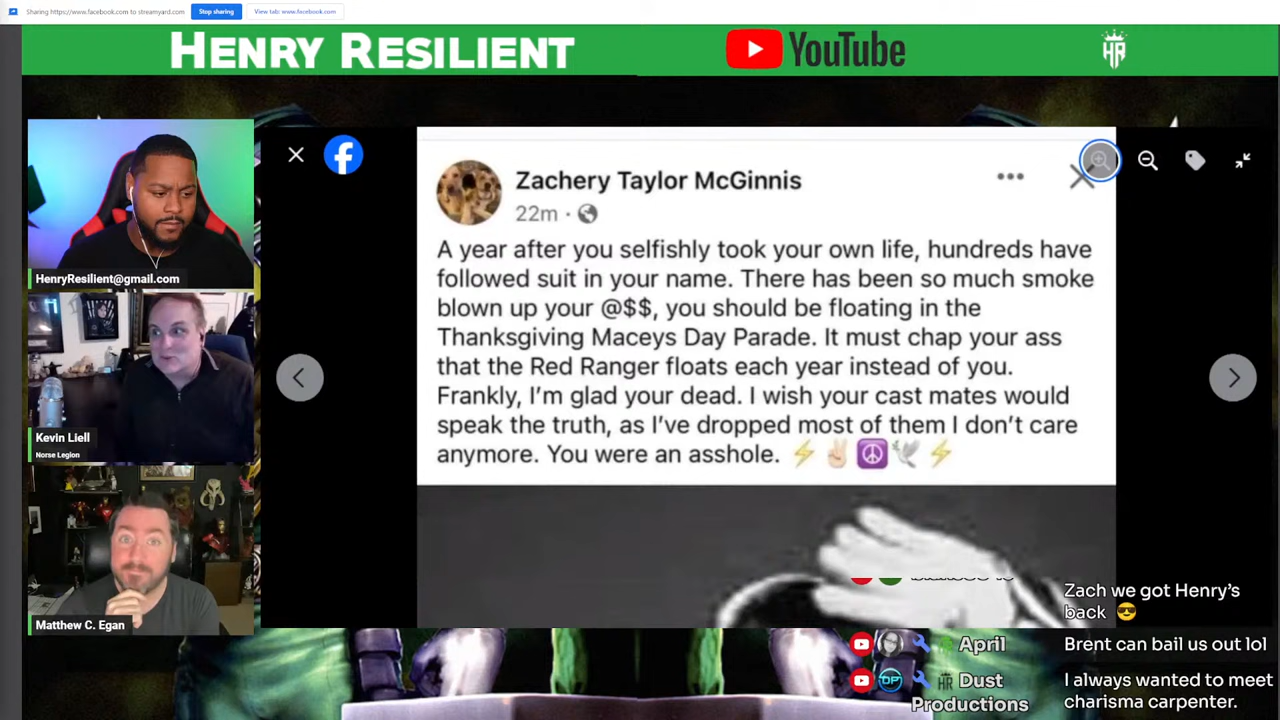 Sharing https://www.facebook.com to streamyard.com
Stop sharing
View tab: www.facebook.com
HENRY RESILIENT
YouTube
HR
Zachery Taylor McGinnis
22m ·
A year after you selfishly took your own life, hundreds have
followed suit in your name. There has been so much smoke
blown up your @$$, you should be floating in the
Thanksgiving Maceys Day Parade. It must chap your ass
that the Red Ranger floats each year instead of you.
Frankly, I'm glad your dead. I wish your cast mates would
speak the truth, as I've dropped most of them I don't care
anymore. You were an asshole. ⚡✌🏻☮️🕊️⚡
HenryResilient@gmail.com
Kevin Liell
Norse Legion
Matthew C. Egan
Zach we got Henry's
back 😎
April
Brent can bail us out lol
DP
HR
Dust
Productions
I always wanted to meet
charisma carpenter.